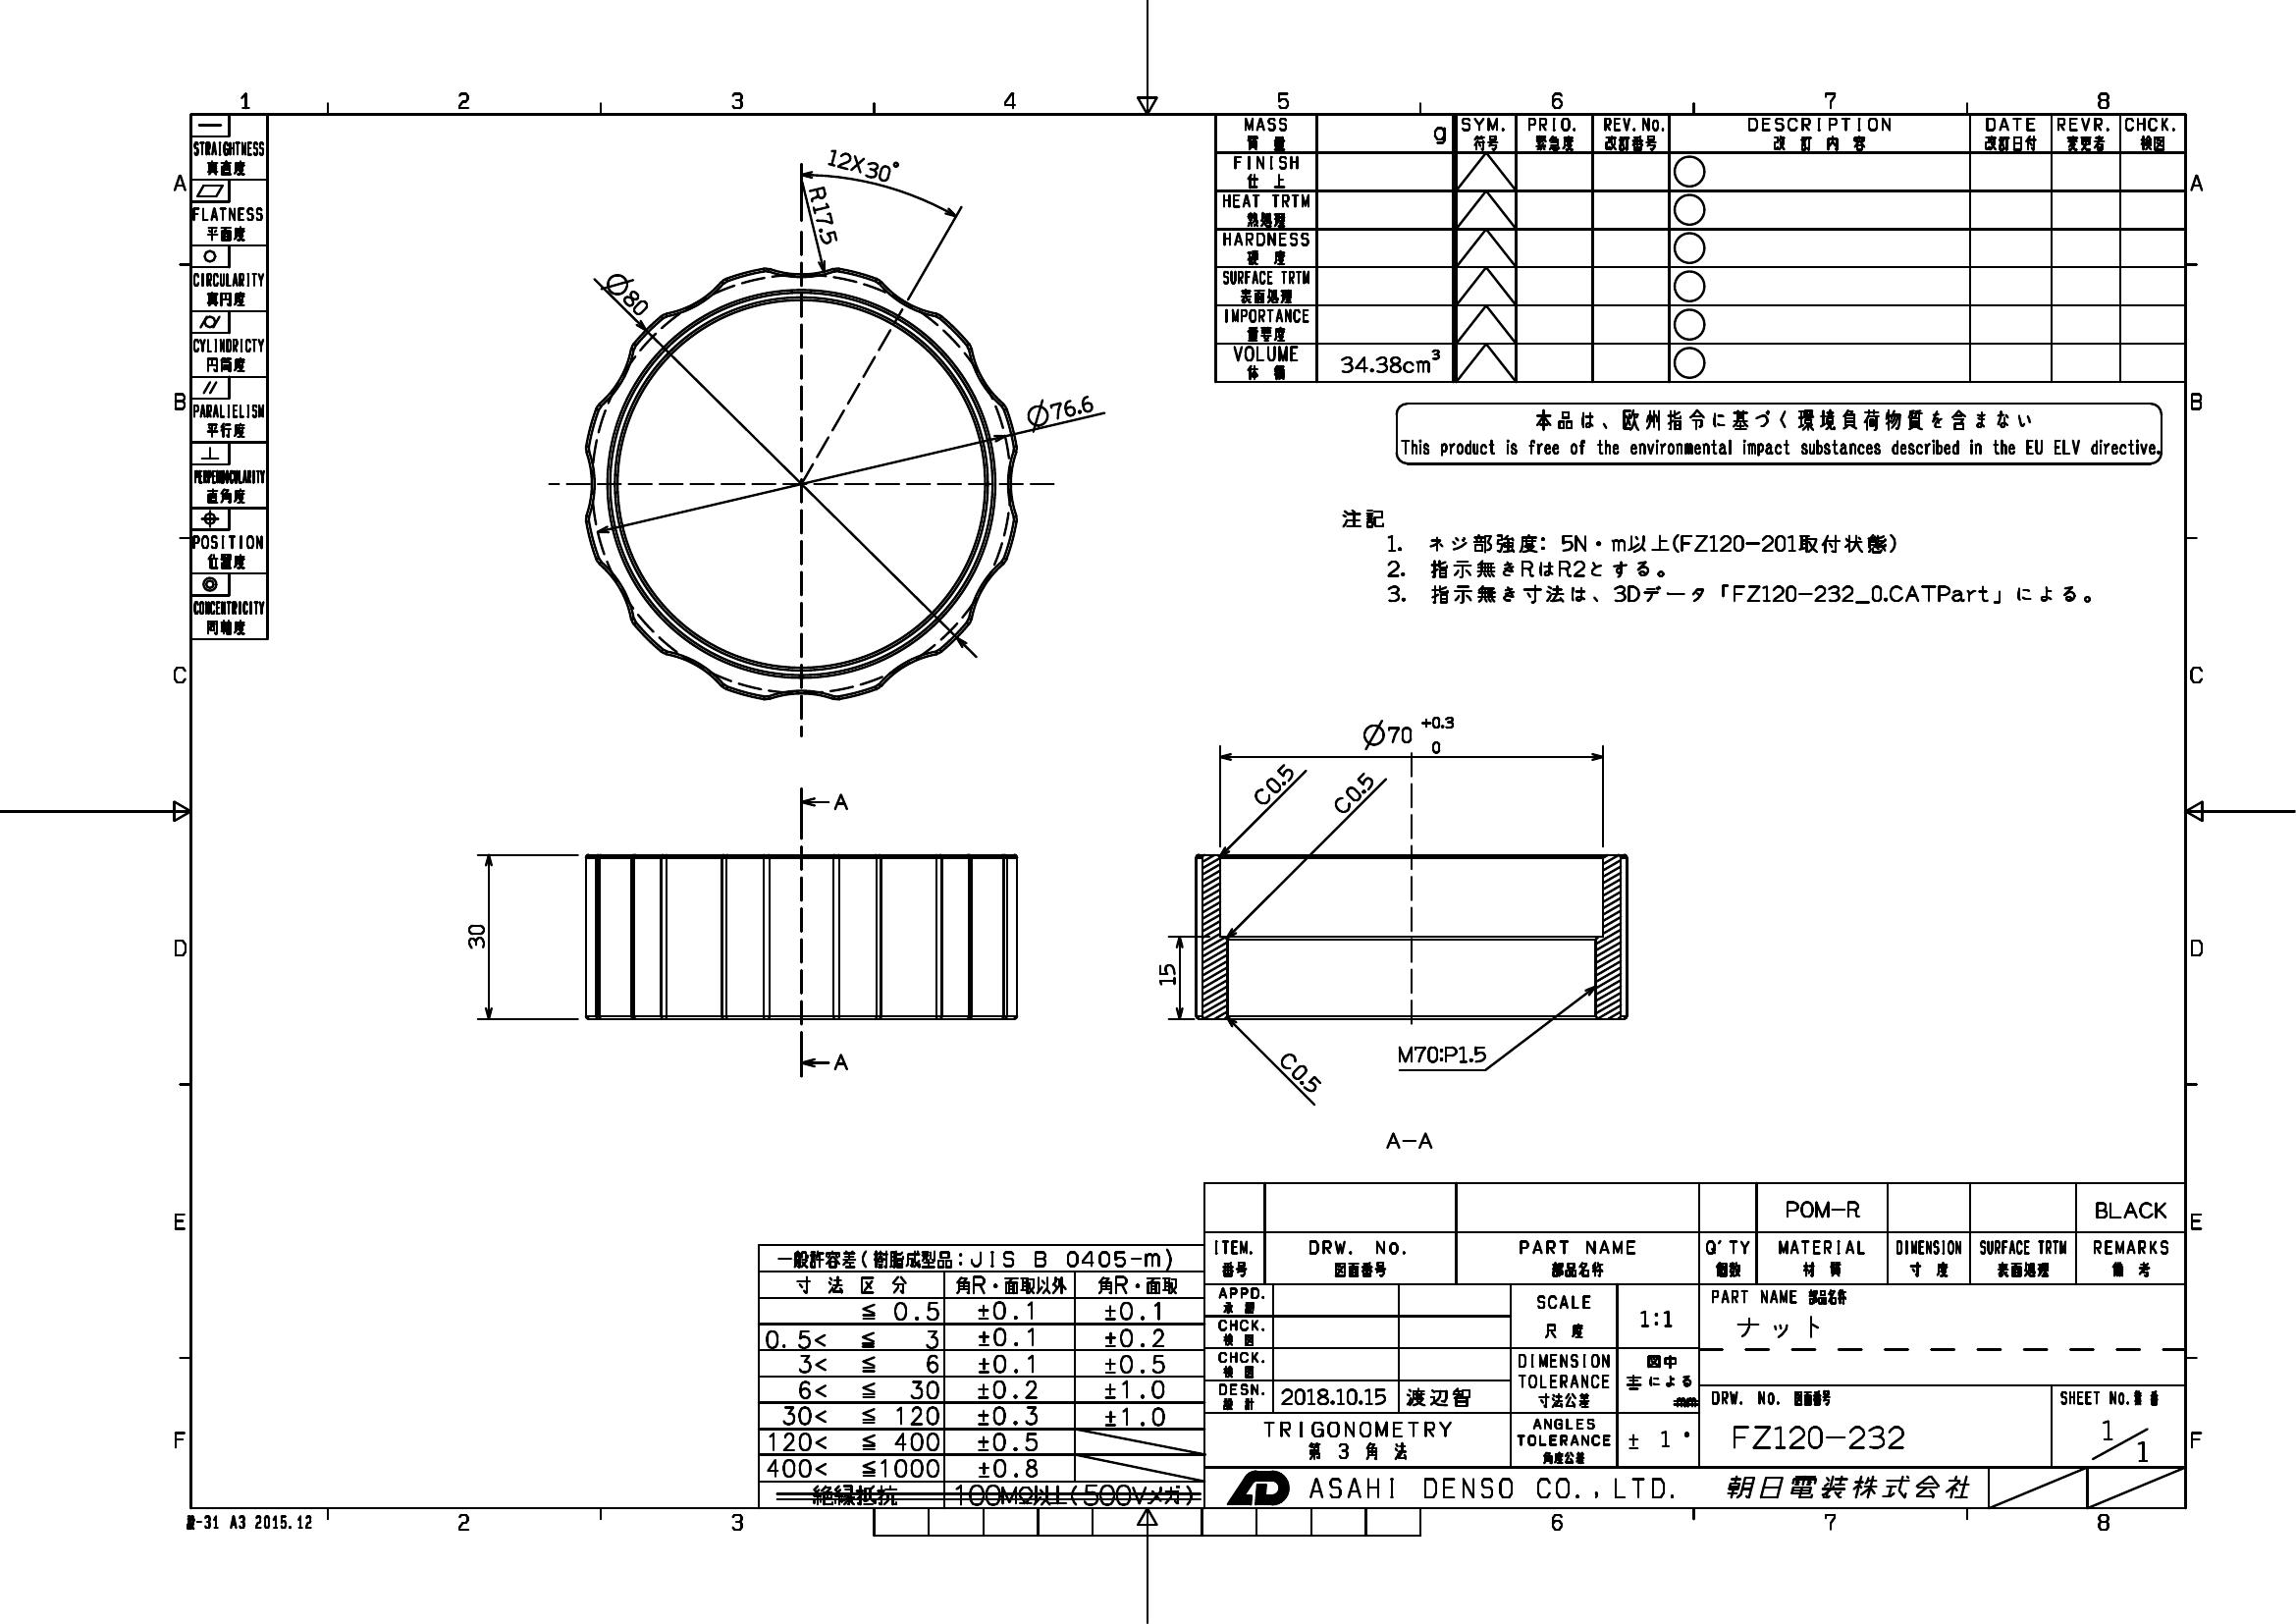 1 2 3 4 5 6 7 8
A B C D E F
A B C D E F
STRAIGHTNESS
真直度
FLATNESS
平面度
CIRCULARITY
真円度
CYLINDRICTY
円筒度
PARALIELISM
平行度
PERPENDICULARITY
直角度
POSITION
位置度
CONCENTRICITY
同軸度
MASS
質 量
g
FINISH
仕 上
HEAT TRTM
熱処理
HARDNESS
硬 度
SURFACE TRTM
表面処理
IMPORTANCE
重要度
VOLUME
体 積
34.38cm³
SYM. PRIO. REV.No. DESCRIPTION DATE REVR. CHCK.
符号 緊急度 改訂番号 改 訂 内 容 改訂日付 変更者 検図
本品は、欧州指令に基づく環境負荷物質を含まない
This product is free of the environmental impact substances described in the EU ELV directive.
注記
1. ネジ部強度: 5N・m以上(FZ120-201取付状態)
2. 指示無きRはR2とする。
3. 指示無き寸法は、3Dデータ「FZ120-232_0.CATPart」による。
12X30°
R17.5
Ø80
Ø76.6
A
A
30
Ø70 +0.3 0
C0.5
C0.5
15
C0.5
M70:P1.5
A-A
一般許容差(樹脂成型品:JIS B 0405-m)
寸 法 区 分 角R・面取以外 角R・面取
≦ 0.5 ±0.1 ±0.1
0.5< ≦ 3 ±0.1 ±0.2
3< ≦ 6 ±0.1 ±0.5
6< ≦ 30 ±0.2 ±1.0
30< ≦ 120 ±0.3 ±1.0
120< ≦ 400 ±0.5
400< ≦1000 ±0.8
絶縁抵抗 100MΩ以上(500Vメガ)
POM-R BLACK
ITEM. DRW. No. PART NAME Q'TY MATERIAL DIMENSION SURFACE TRTM REMARKS
番号 図面番号 部品名称 個数 材 質 寸 度 表面処理 備 考
APPD.
承 認
CHCK.
検 図
CHCK.
検 図
DESN.
設 計
2018.10.15 渡辺智
SCALE
尺 度
1:1
DIMENSION
TOLERANCE
寸法公差
図中
表による
mm
TRIGONOMETRY
第 3 角 法
ANGLES
TOLERANCE
角度公差
± 1°
PART NAME 部品名称
ナット
DRW. No. 図面番号
FZ120-232
SHEET No.
1/1
ASAHI DENSO CO.,LTD. 朝日電装株式会社
-31 A3 2015.12
2 3 6 7 8